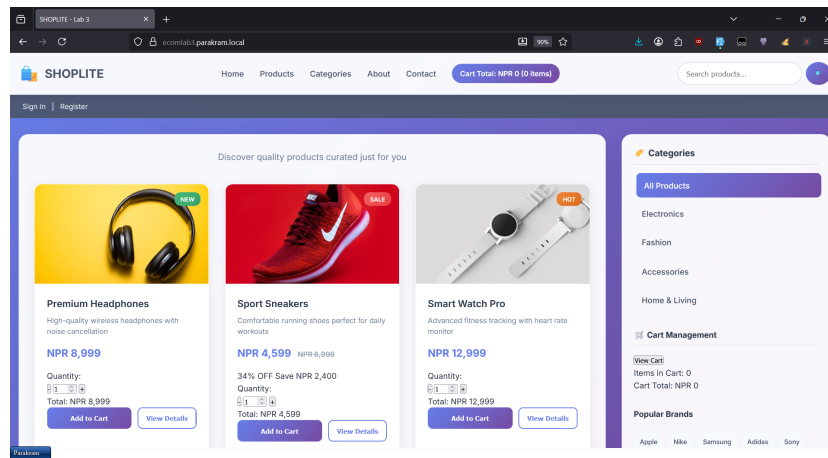 SHOPLITE - Lab 3
ecomlab3.parakram.local
90%
SHOPLITE
Home
Products
Categories
About
Contact
Cart Total: NPR 0 (0 items)
Search products...
Sign In | Register
Discover quality products curated just for you
NEW
Premium Headphones
High-quality wireless headphones with
noise cancellation
NPR 8,999
Quantity:
- 1 +
Total: NPR 8,999
Add to Cart
View Details
SALE
Sport Sneakers
Comfortable running shoes perfect for daily
workouts
NPR 4,599 NPR 6,999
34% OFF Save NPR 2,400
Quantity:
- 1 +
Total: NPR 4,599
Add to Cart
View Details
HOT
Smart Watch Pro
Advanced fitness tracking with heart rate
monitor
NPR 12,999
Quantity:
- 1 +
Total: NPR 12,999
Add to Cart
View Details
Categories
All Products
Electronics
Fashion
Accessories
Home & Living
Cart Management
View Cart
Items in Cart: 0
Cart Total: NPR 0
Popular Brands
Apple
Nike
Samsung
Adidas
Sony
Parakram